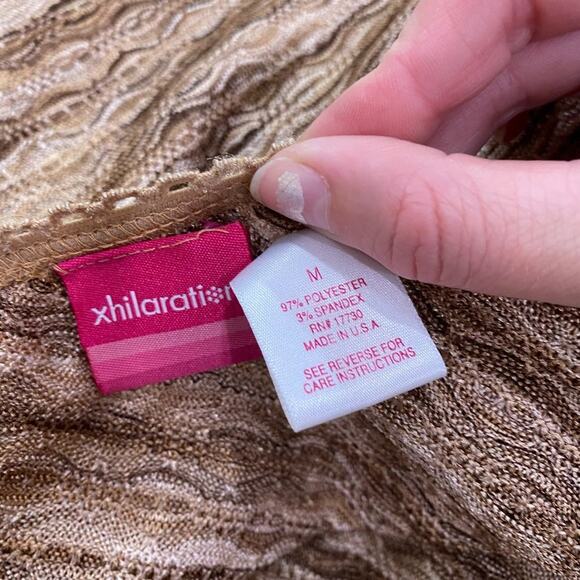 xhilaration
M
97% POLYESTER
3% SPANDEX
RN# 17730
MADE IN U.S.A.
SEE REVERSE FOR
CARE INSTRUCTIONS